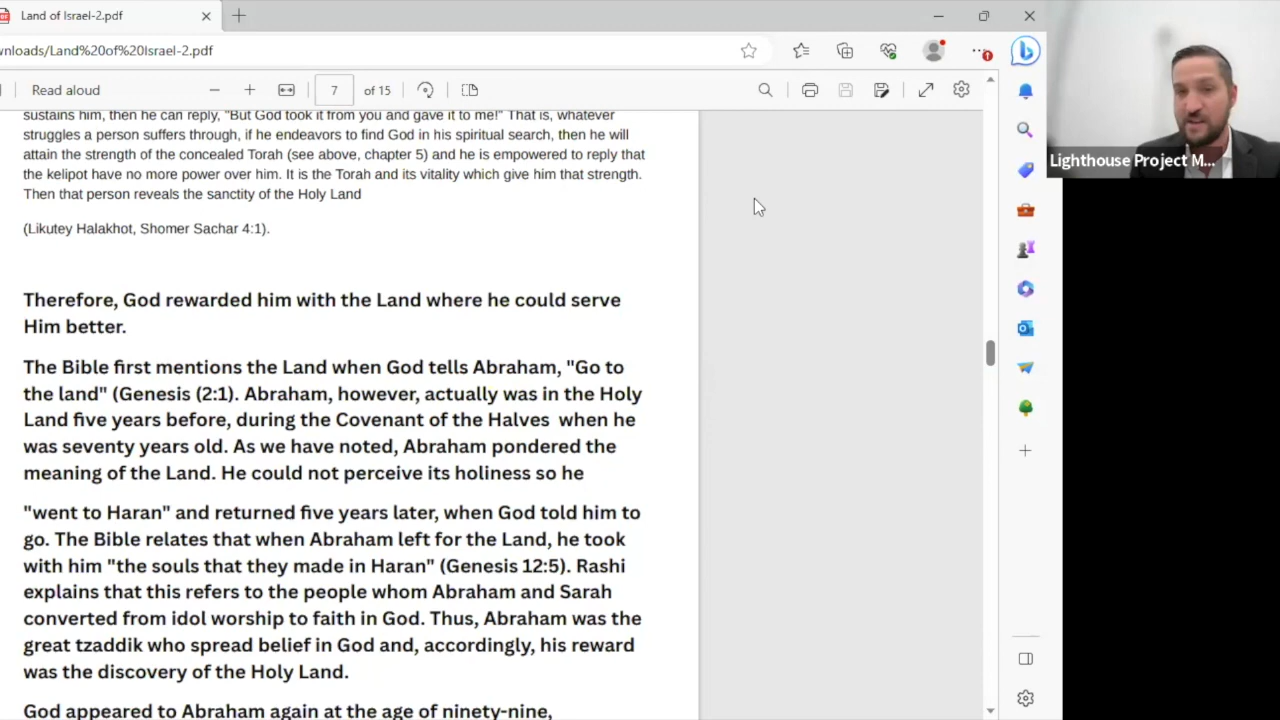 Land of Israel-2.pdf
wnloads/Land%20of%20Israel-2.pdf
Read aloud
7
of 15
sustains him, then he can reply, "But God took it from you and gave it to me!" That is, whatever
struggles a person suffers through, if he endeavors to find God in his spiritual search, then he will
attain the strength of the concealed Torah (see above, chapter 5) and he is empowered to reply that
the kelipot have no more power over him. It is the Torah and its vitality which give him that strength.
Then that person reveals the sanctity of the Holy Land
(Likutey Halakhot, Shomer Sachar 4:1).
Therefore, God rewarded him with the Land where he could serve
Him better.
The Bible first mentions the Land when God tells Abraham, "Go to
the land" (Genesis (2:1). Abraham, however, actually was in the Holy
Land five years before, during the Covenant of the Halves when he
was seventy years old. As we have noted, Abraham pondered the
meaning of the Land. He could not perceive its holiness so he
"went to Haran" and returned five years later, when God told him to
go. The Bible relates that when Abraham left for the Land, he took
with him "the souls that they made in Haran" (Genesis 12:5). Rashi
explains that this refers to the people whom Abraham and Sarah
converted from idol worship to faith in God. Thus, Abraham was the
great tzaddik who spread belief in God and, accordingly, his reward
was the discovery of the Holy Land.
God appeared to Abraham again at the age of ninety-nine,
Lighthouse Project M...